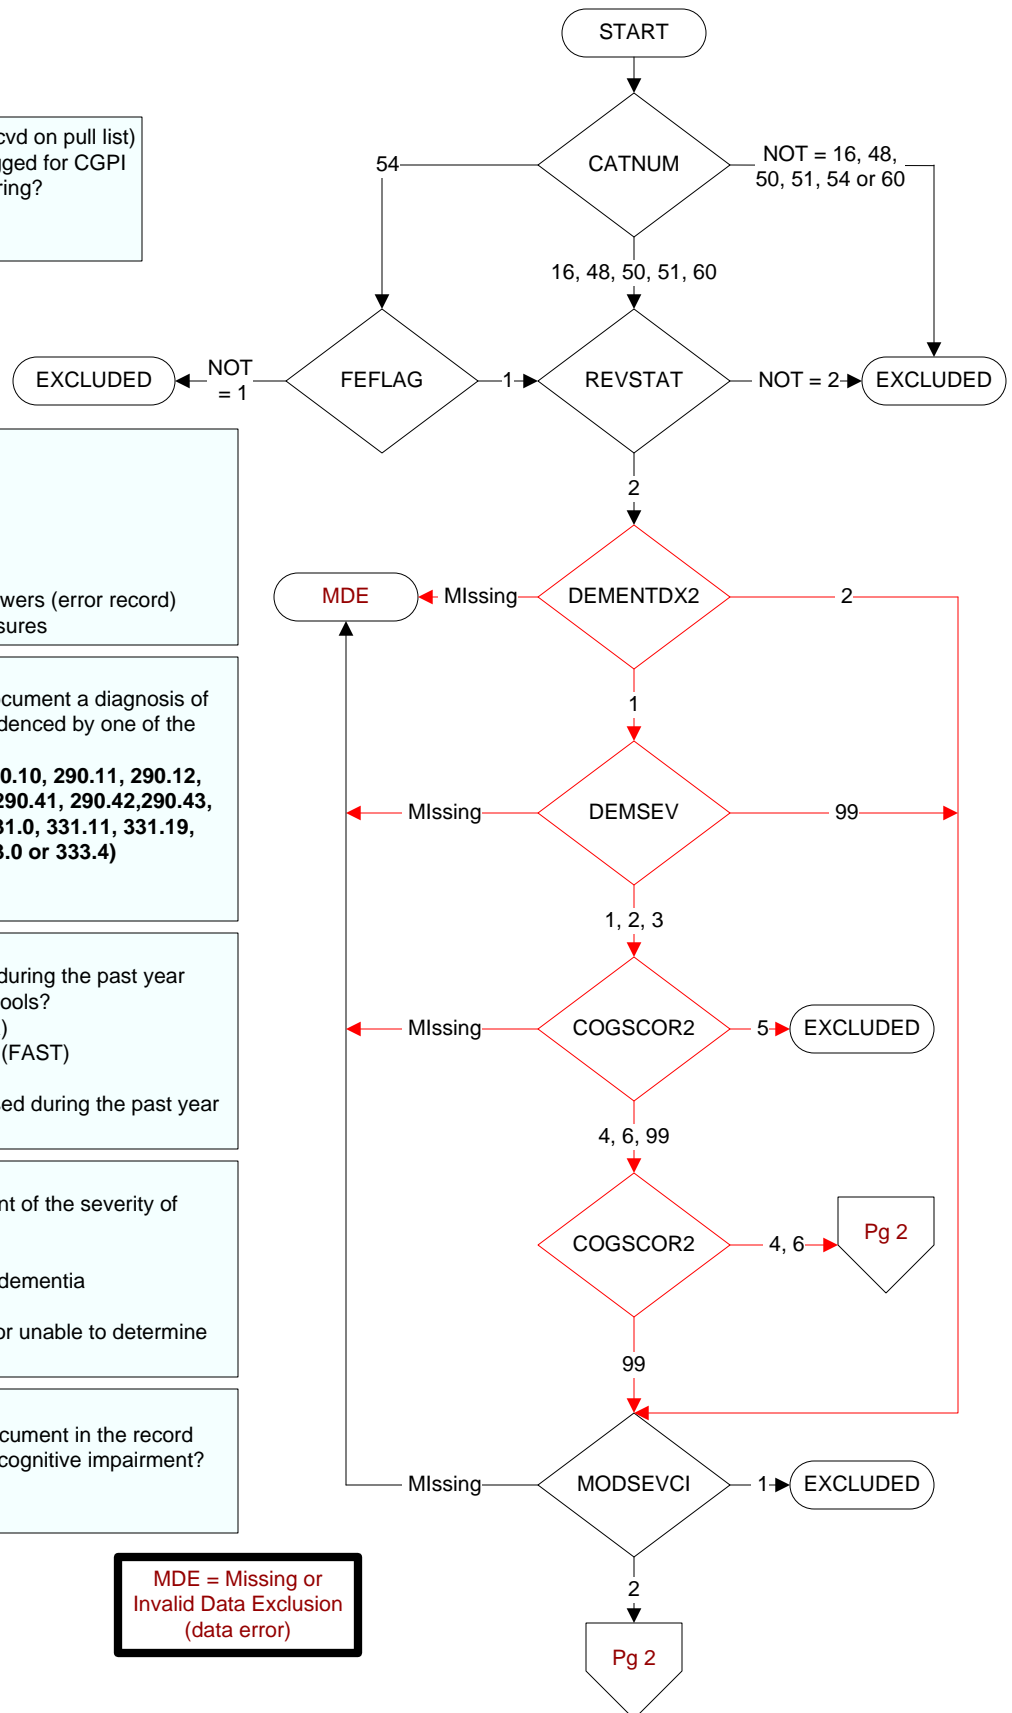 START
cvd on pull list)
gged for CGPI
ring?
54
CATNUM
NOT = 16, 48,
50, 51, 54 or 60
16, 48, 50, 51, 60
EXCLUDED
NOT
= 1
FEFLAG
1
REVSTAT
NOT = 2
EXCLUDED
2
wers (error record)
sures
MDE
MIssing
DEMENTDX2
2
1
ocument a diagnosis of
idenced by one of the
0.10, 290.11, 290.12,
290.41, 290.42,290.43,
31.0, 331.11, 331.19,
3.0 or 333.4)
MIssing
DEMSEV
99
1, 2, 3
during the past year
ools?
)
(FAST)
sed during the past year
MIssing
COGSCOR2
5
EXCLUDED
4, 6, 99
nt of the severity of
dementia
or unable to determine
COGSCOR2
4, 6
Pg 2
99
ocument in the record
cognitive impairment?
MIssing
MODSEVCI
1
EXCLUDED
2
MDE = Missing or
Invalid Data Exclusion
(data error)
Pg 2